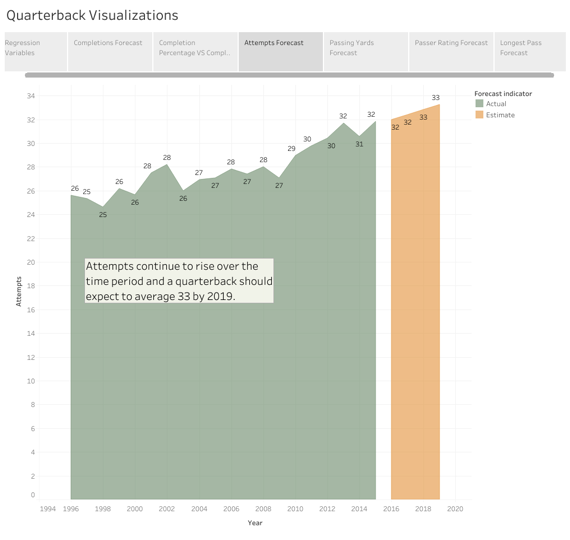 Quarterback Visualizations
Regression
Variables
Completions Forecast
Completion
Percentage VS Compl..
Attempts Forecast
Passing Yards
Forecast
Passer Rating Forecast
Longest Pass
Forecast
Forecast indicator
Actual
Estimate
34
32
30
28
26
24
22
20
18
16
14
12
10
8
6
4
2
0
Attempts
26 25 25 26 26 28 28 26 27 27 28 27 28 27 29 30 30 32 31 32 32 32 33 33
Attempts continue to rise over the
time period and a quarterback should
expect to average 33 by 2019.
1994 1996 1998 2000 2002 2004 2006 2008 2010 2012 2014 2016 2018 2020
Year